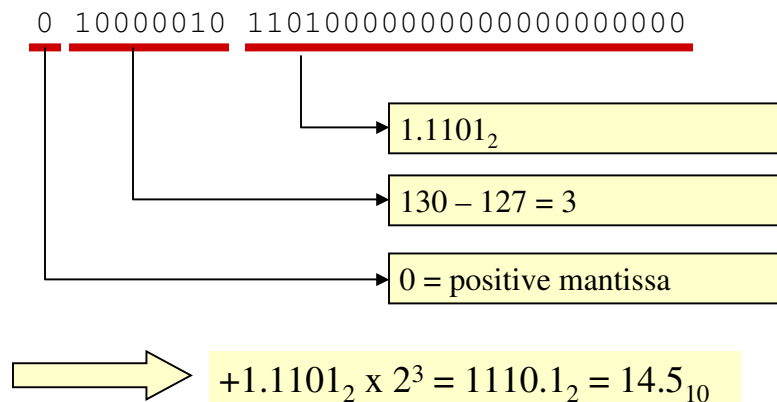 0 10000010 11010000000000000000000
1.1101₂
130 – 127 = 3
0 = positive mantissa
+1.1101₂ x 2³ = 1110.1₂ = 14.5₁₀